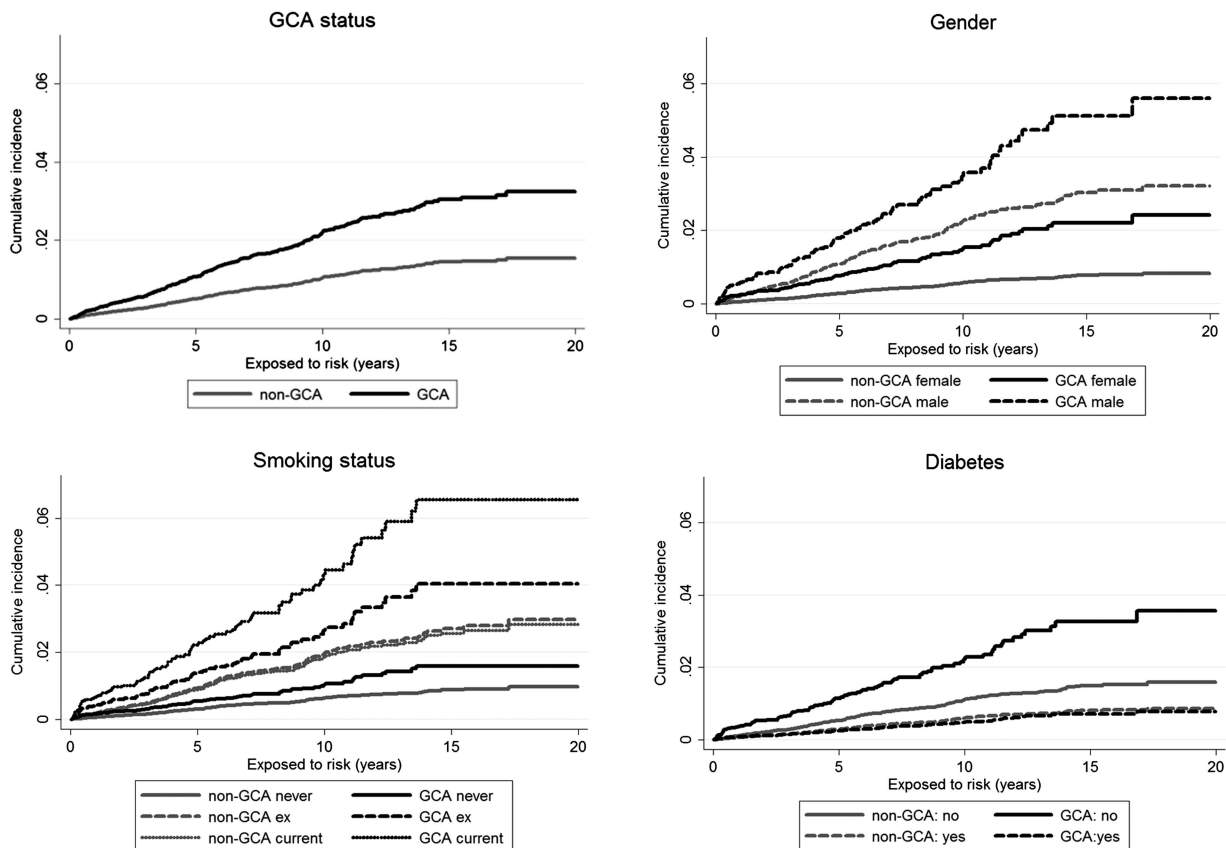 GCA status
Cumulative incidence
.06
.04
.02
0
0 5 10 15 20
Exposed to risk (years)
non-GCA GCA
Gender
Cumulative incidence
.06
.04
.02
0
0 5 10 15 20
Exposed to risk (years)
non-GCA female GCA female
non-GCA male GCA male
Smoking status
Cumulative incidence
.06
.04
.02
0
0 5 10 15 20
Exposed to risk (years)
non-GCA never GCA never
non-GCA ex GCA ex
non-GCA current GCA current
Diabetes
Cumulative incidence
.06
.04
.02
0
0 5 10 15 20
Exposed to risk (years)
non-GCA: no GCA: no
non-GCA: yes GCA:yes